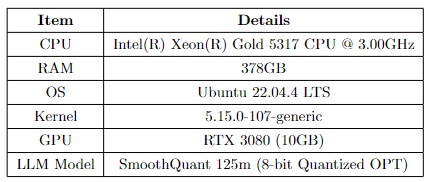 Item Details
CPU Intel(R) Xeon(R) Gold 5317 CPU @ 3.00GHz
RAM 378GB
OS Ubuntu 22.04.4 LTS
Kernel 5.15.0-107-generic
GPU RTX 3080 (10GB)
LLM Model SmoothQuant 125m (8-bit Quantized OPT)